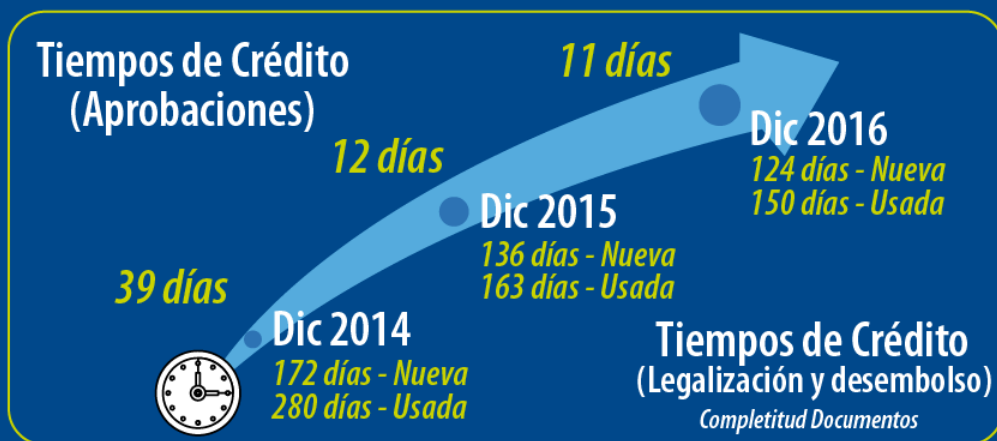 Tiempos de Crédito
(Aprobaciones)
11 días
12 días
39 días
Dic 2016
124 días - Nueva
150 días - Usada
Dic 2015
136 días - Nueva
163 días - Usada
Dic 2014
172 días - Nueva
280 días - Usada
Tiempos de Crédito
(Legalización y desembolso)
Completitud Documentos